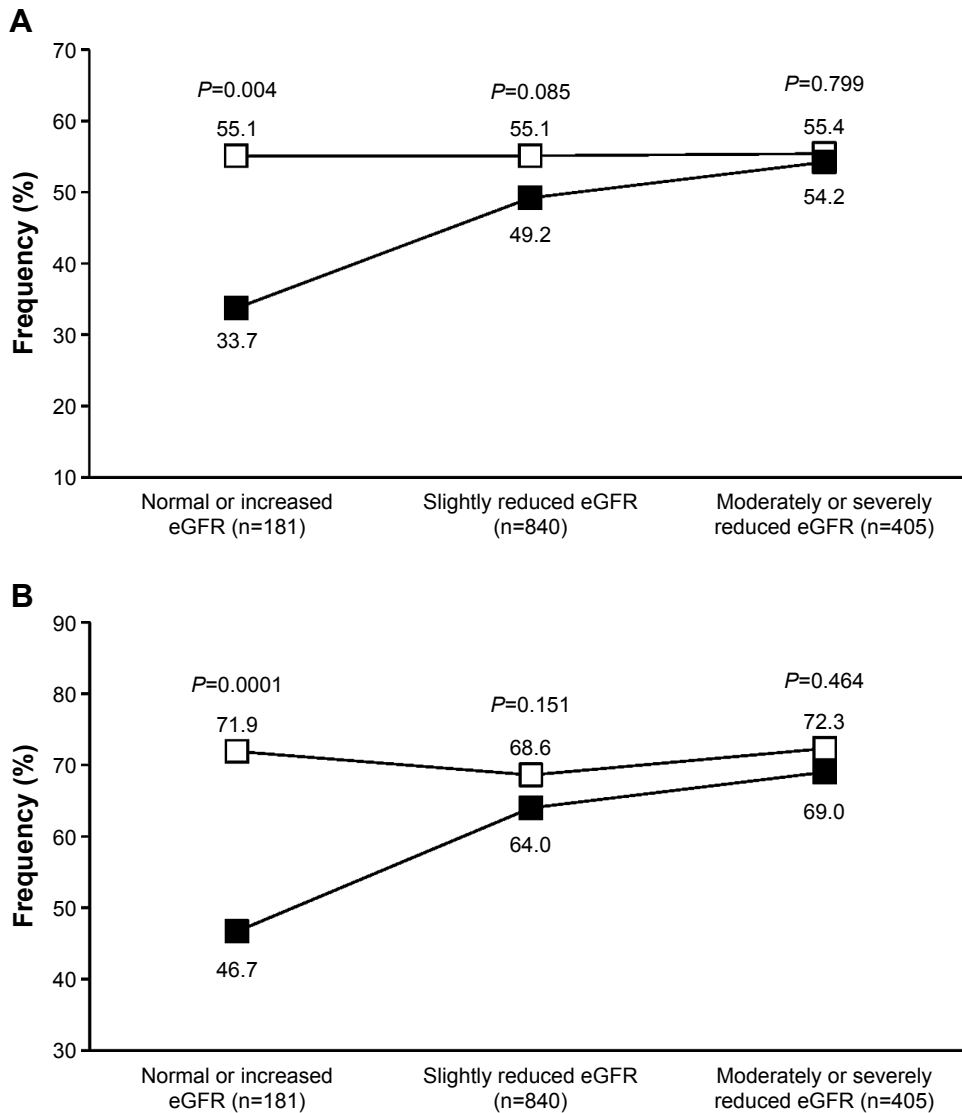 A
70
60
50
40
30
20
10
Frequency (%)
P=0.004
55.1
33.7
P=0.085
55.1
49.2
P=0.799
55.4
54.2
Normal or increased
eGFR (n=181)
Slightly reduced eGFR
(n=840)
Moderately or severely
reduced eGFR (n=405)
B
90
80
70
60
50
40
30
Frequency (%)
P=0.0001
71.9
46.7
P=0.151
68.6
64.0
P=0.464
72.3
69.0
Normal or increased
eGFR (n=181)
Slightly reduced eGFR
(n=840)
Moderately or severely
reduced eGFR (n=405)